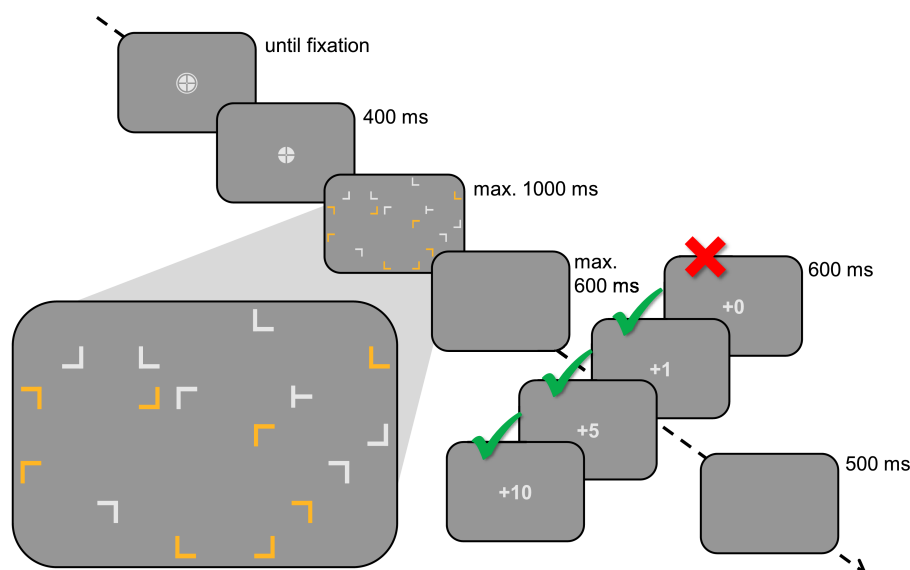 until fixation
400 ms
max. 1000 ms
max.
600 ms
600 ms
+0
+1
+5
+10
500 ms